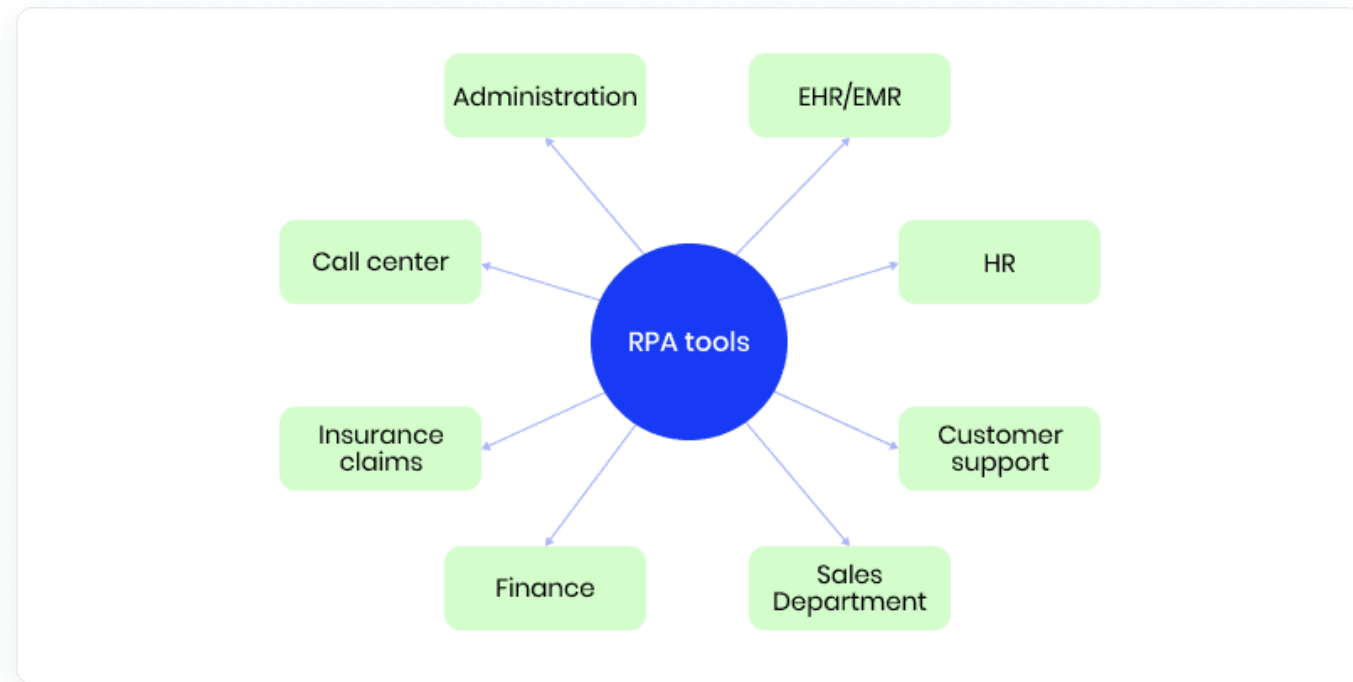 Administration
EHR/EMR
Call center
HR
RPA tools
Insurance
claims
Customer
support
Finance
Sales
Department